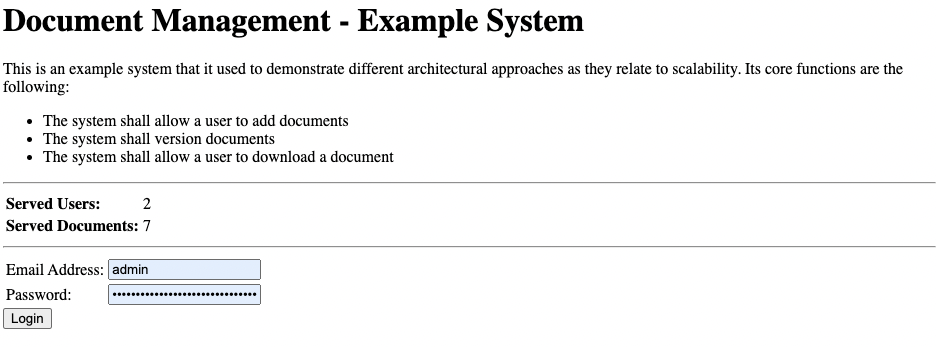 Document Management - Example System
This is an example system that it used to demonstrate different architectural approaches as they relate to scalability. Its core functions are the
following:
• The system shall allow a user to add documents
• The system shall version documents
• The system shall allow a user to download a document
Served Users: 2
Served Documents: 7
Email Address: admin
Password: ••••••••••••••••••••••••••••••
Login